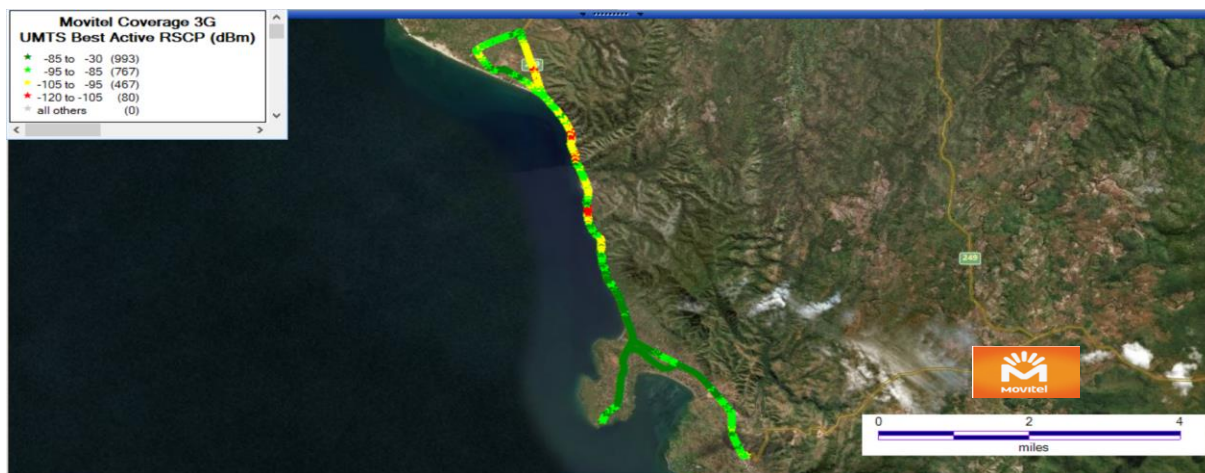 Movitel Coverage 3G
UMTS Best Active RSCP (dBm)
-85 to -30 (993)
-95 to -85 (767)
-105 to -95 (467)
-120 to -105 (80)
all others (0)
249
MOVITEL
0 2 4
miles